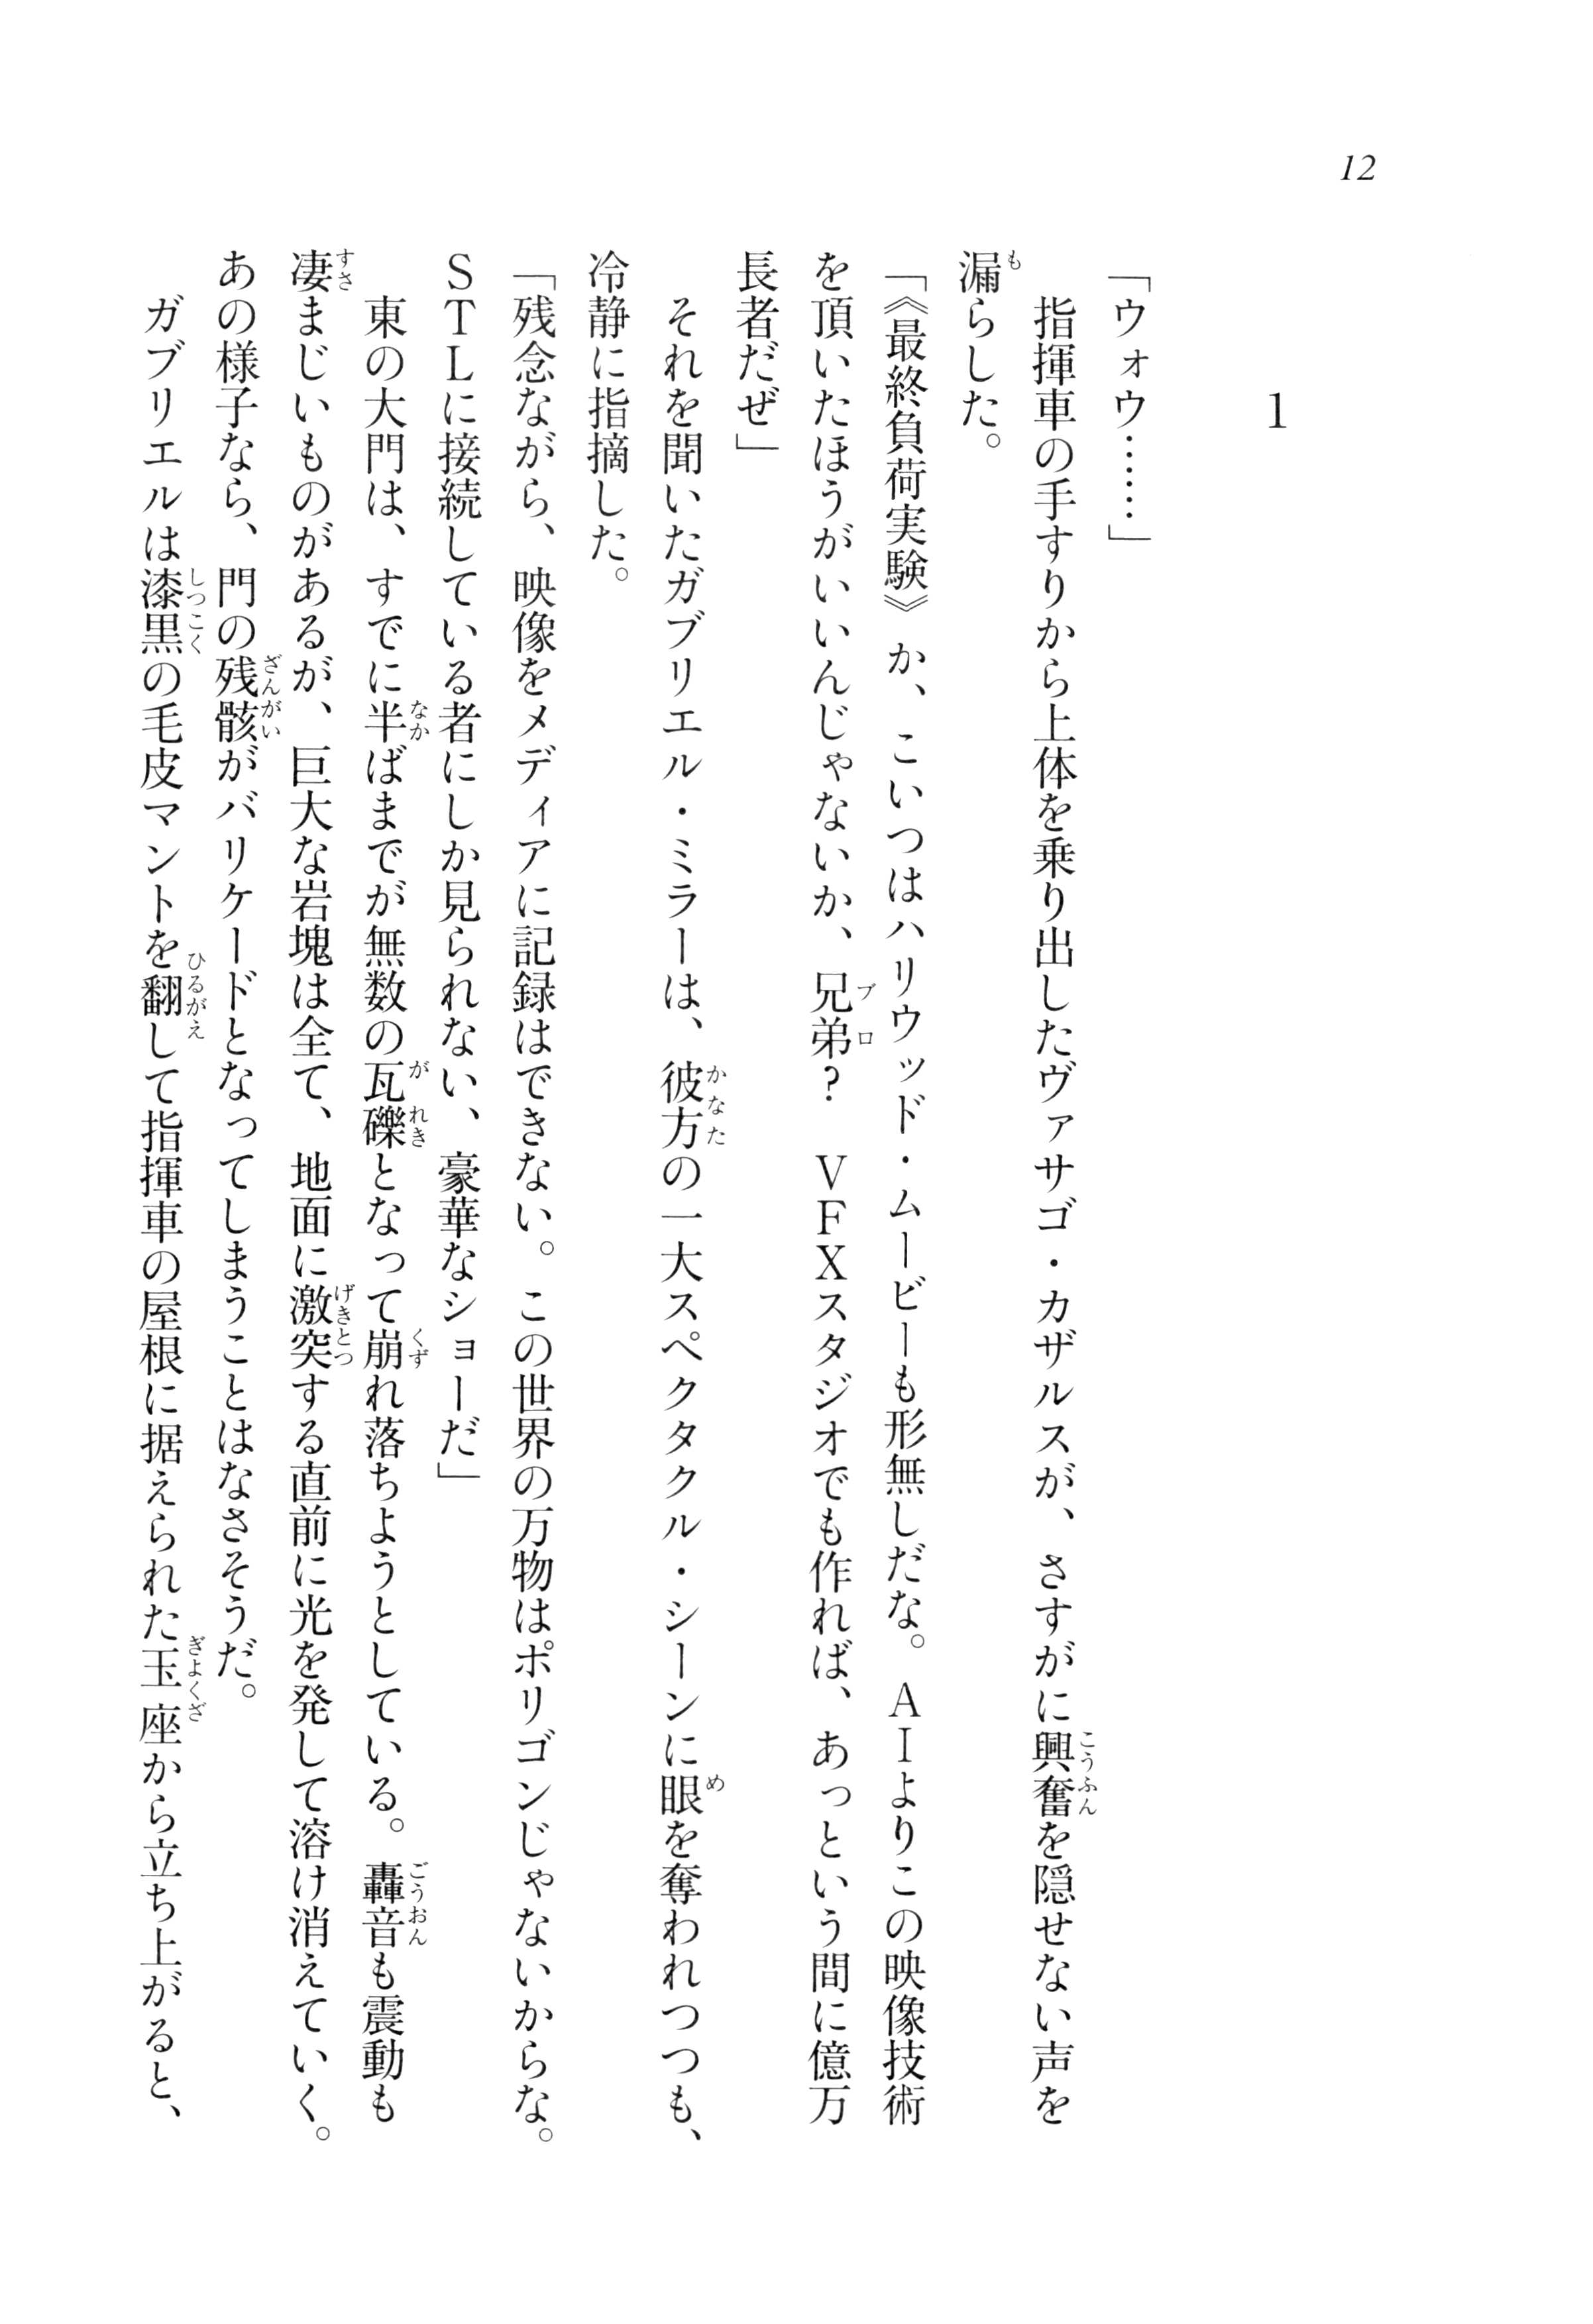 12
1
「ウォウ……」
　指揮車の手すりから上体を乗り出したヴァサゴ・カザルスが、さすがに興奮を隠せない声を
漏らした。
「《最終負荷実験》か、こいつはハリウッド・ムービーも形無しだな。ＡＩよりこの映像技術
を頂いたほうがいいんじゃないか、兄弟？　ＶＦＸスタジオでも作れば、あっという間に億万
長者だぜ」
　それを聞いたガブリエル・ミラーは、彼方の一大スペクタクル・シーンに眼を奪われつつも、
冷静に指摘した。
「残念ながら、映像をメディアに記録はできない。この世界の万物はポリゴンじゃないからな。
ＳＴＬに接続している者にしか見られない、豪華なショーだ」
　東の大門は、すでに半ばまでが無数の瓦礫となって崩れ落ちようとしている。轟音も震動も
凄まじいものがあるが、巨大な岩塊は全て、地面に激突する直前に光を発して溶け消えていく。
あの様子なら、門の残骸がバリケードとなってしまうことはなさそうだ。
　ガブリエルは漆黒の毛皮マントを翻して指揮車の屋根に据えられた玉座から立ち上がると、